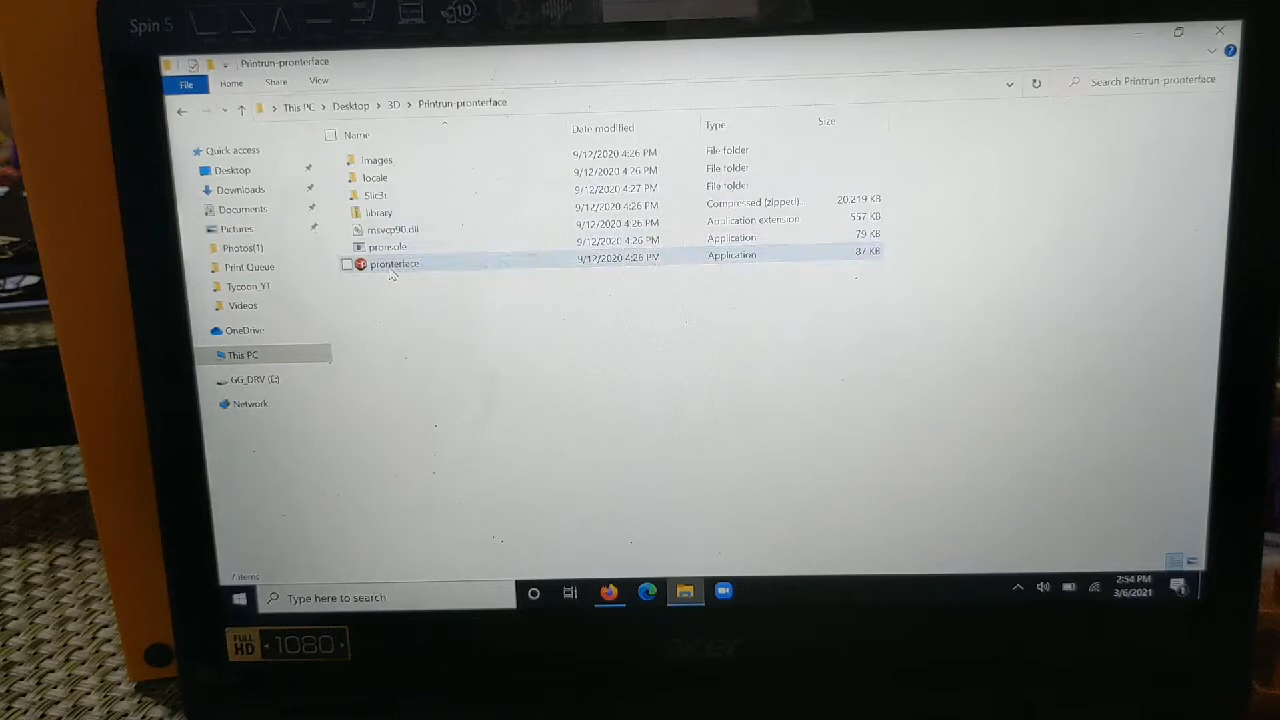 Spin 5
10
Printrun-pronterface
File Home Share View
This PC > Desktop > 3D > Printrun-pronterface
Search Printrun-pronterface
Name Date modified Type Size
images 9/12/2020 4:26 PM File folder
locale 9/12/2020 4:26 PM File folder
Slic3r 9/12/2020 4:27 PM File folder
library 9/12/2020 4:26 PM Compressed (zipped)... 20,219 KB
msvcp90.dll 9/12/2020 4:26 PM Application extension 557 KB
pronsole 9/12/2020 4:26 PM Application 79 KB
pronterface 9/12/2020 4:26 PM Application 87 KB
Quick access
Desktop
Downloads
Documents
Pictures
Photos(1)
Print Queue
Tycoon_YT
Videos
OneDrive
This PC
GG_DRV (E:)
Network
7 items
Type here to search
2:54 PM
3/6/2021
FULL HD 1080
acer